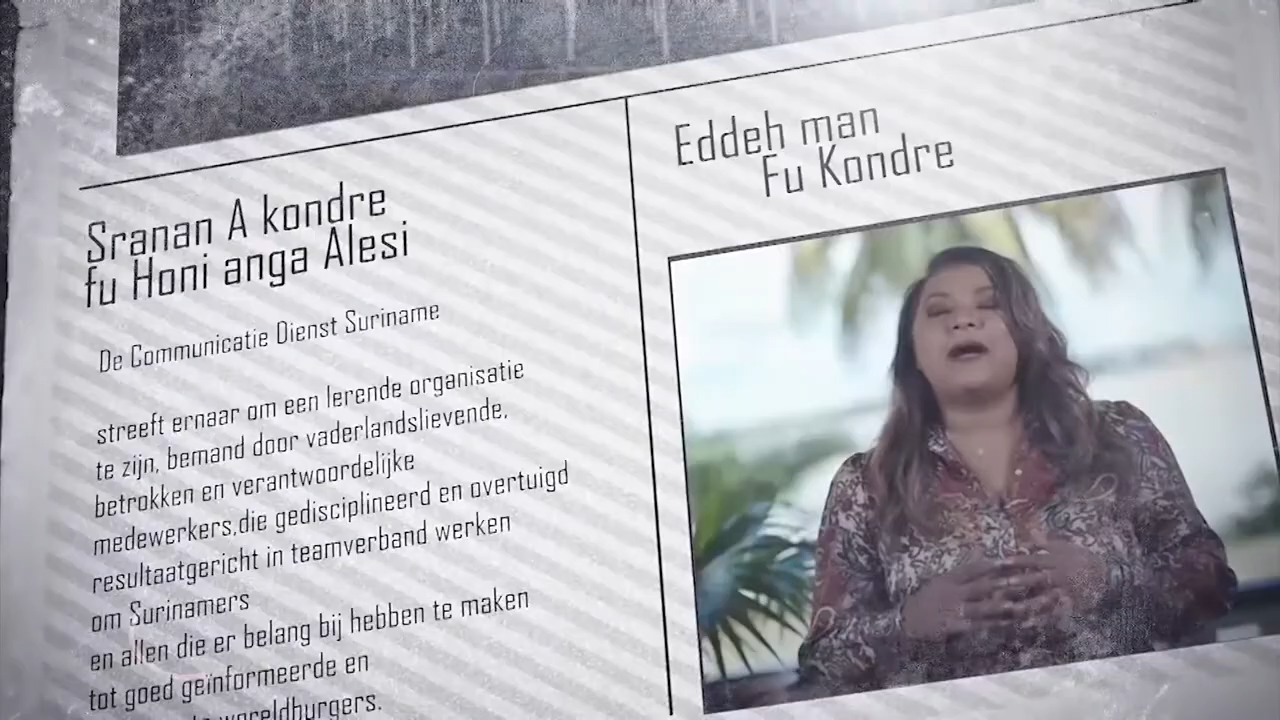 Sranan A kondre
fu Honi anga Alesi
De Communicatie Dienst Suriname
streeft ernaar om een lerende organisatie
te zijn, bemand door vaderlandslievende,
betrokken en verantwoordelijke
medewerkers,die gedisciplineerd en overtuigd
resultaatgericht in teamverband werken
om Surinamers
en allen die er belang bij hebben te maken
tot goed geïnformeerde en
wereldburgers.
Eddeh man
Fu Kondre